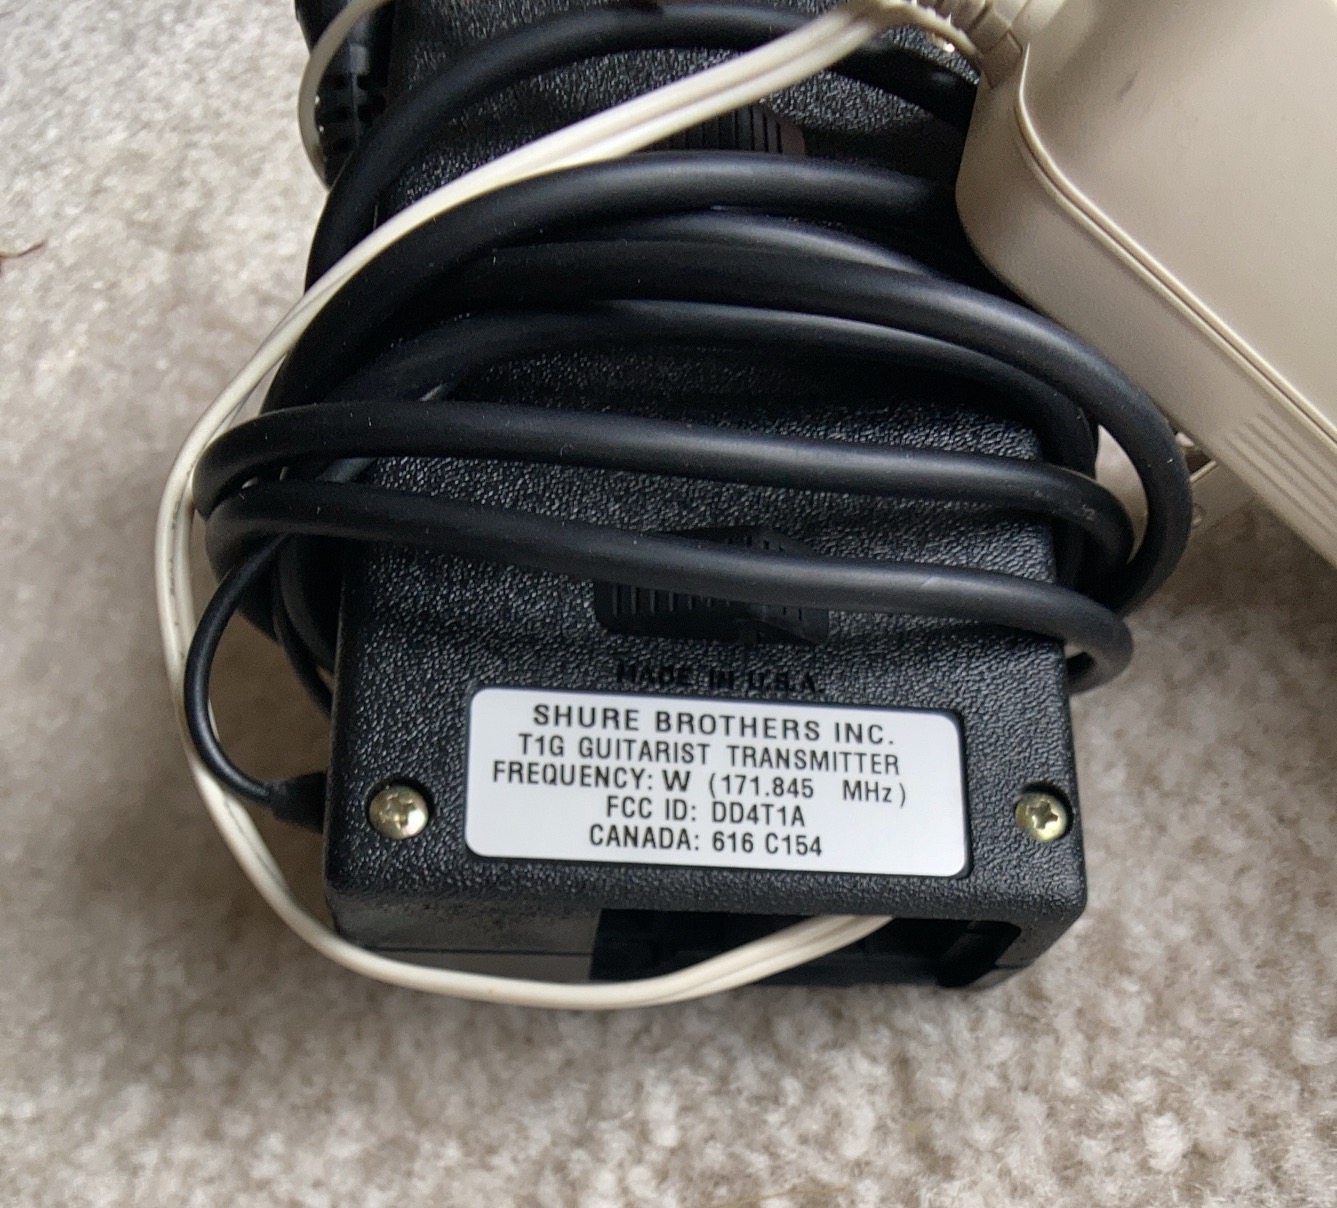 MADE IN U.S.A.
SHURE BROTHERS INC.
T1G GUITARIST TRANSMITTER
FREQUENCY: W (171.845 MHz)
FCC ID: DD4T1A
CANADA: 616 C154